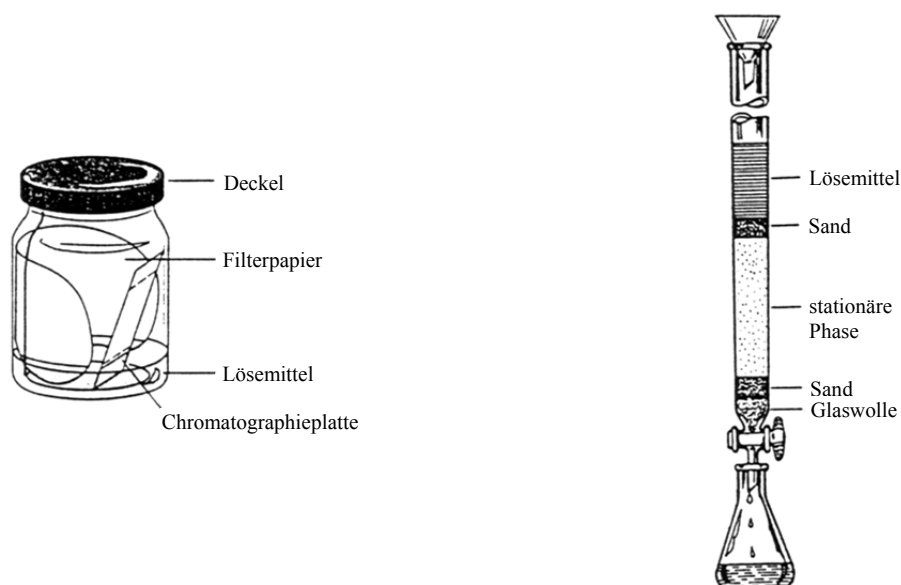 Deckel
Filterpapier
Lösemittel
Chromatographieplatte
Lösemittel
Sand
stationäre
Phase
Sand
Glaswolle